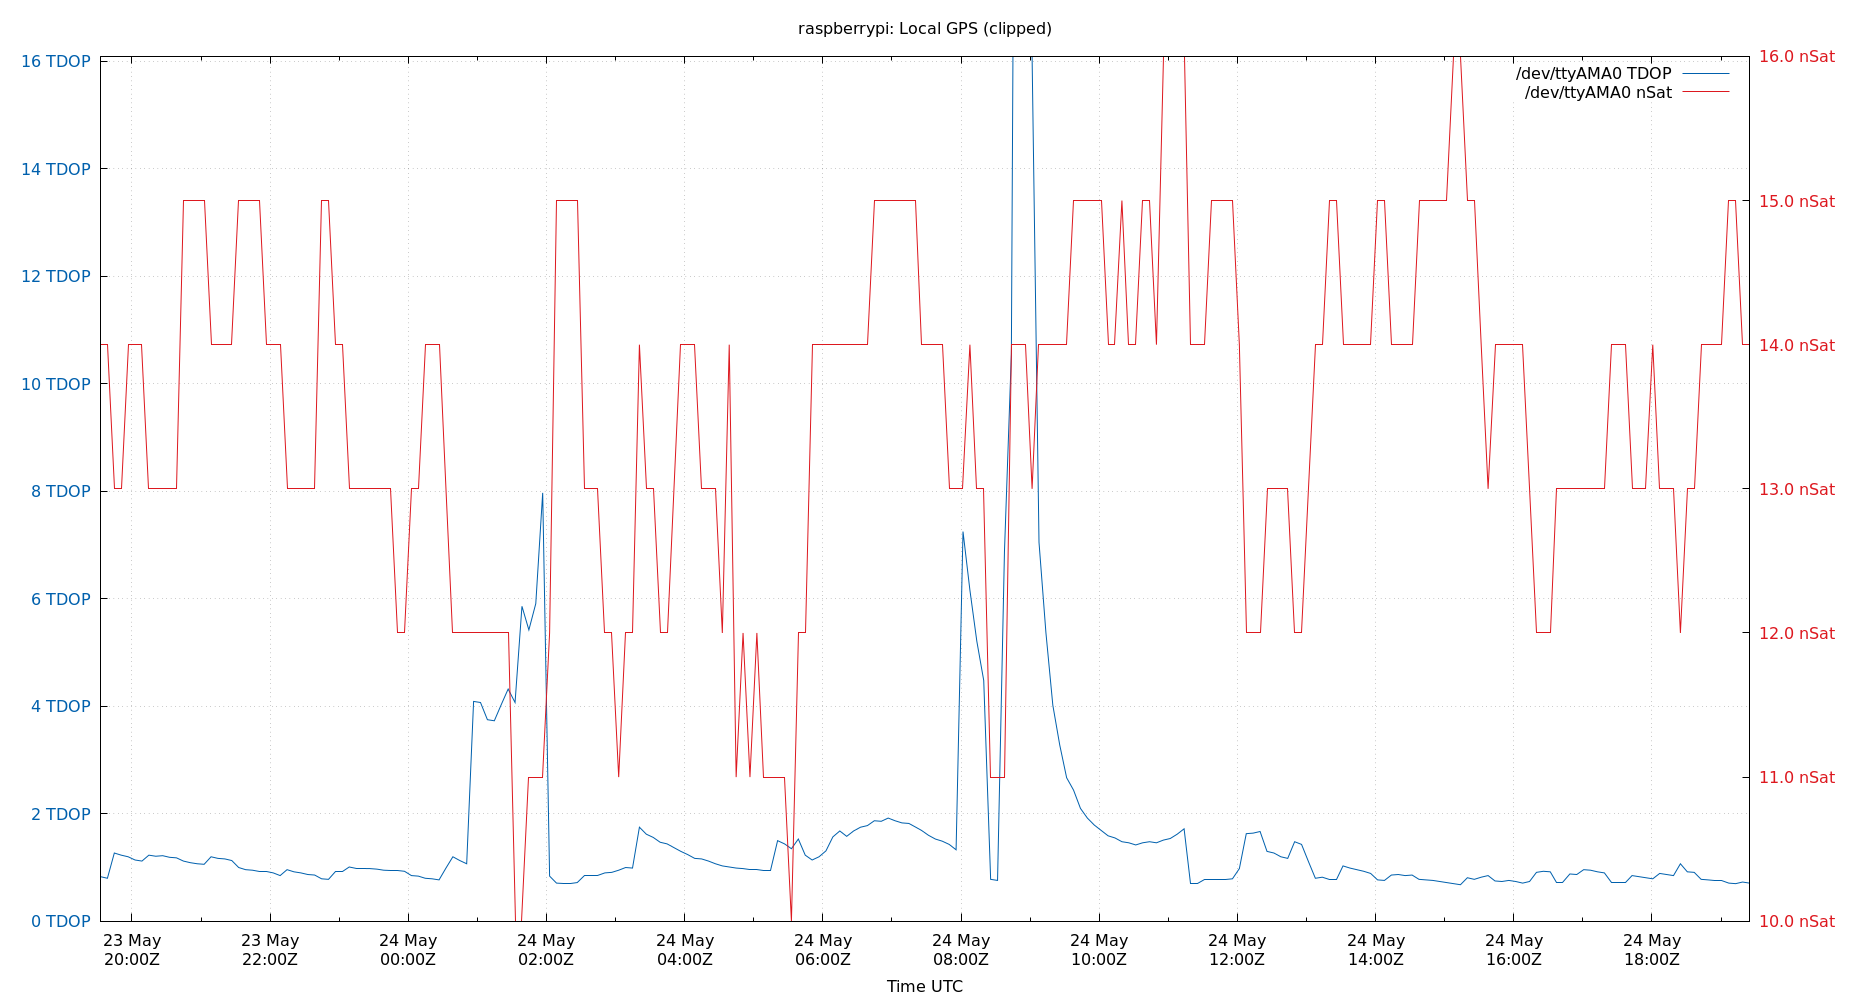 raspberrypi: Local GPS (clipped)
16 TDOP
14 TDOP
12 TDOP
10 TDOP
8 TDOP
6 TDOP
4 TDOP
2 TDOP
0 TDOP
16.0 nSat
15.0 nSat
14.0 nSat
13.0 nSat
12.0 nSat
11.0 nSat
10.0 nSat
/dev/ttyAMA0 TDOP
/dev/ttyAMA0 nSat
23 May 23 May 24 May 24 May 24 May 24 May 24 May 24 May 24 May 24 May 24 May 24 May
20:00Z 22:00Z 00:00Z 02:00Z 04:00Z 06:00Z 08:00Z 10:00Z 12:00Z 14:00Z 16:00Z 18:00Z
Time UTC